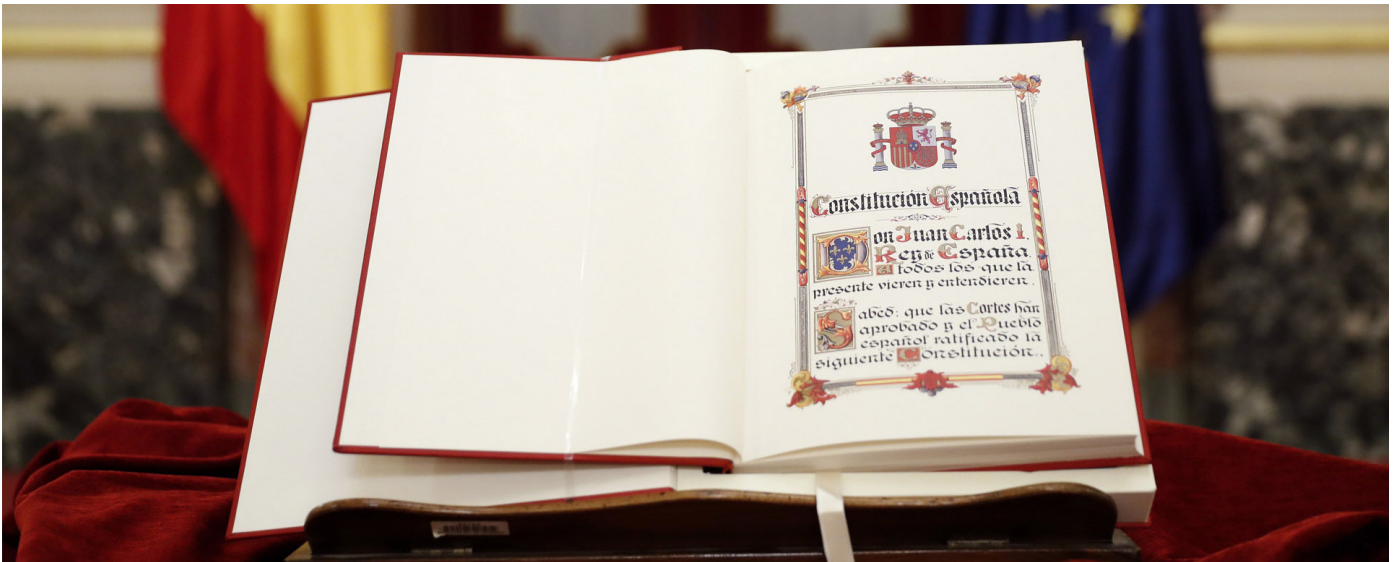 Constitución Española
Don Juan Carlos I,
Rey de España,
A todos los que la
presente vieren y entendieren.
Sabed: que las Cortes han
aprobado y el Pueblo
español ratificado la
siguiente Constitución..